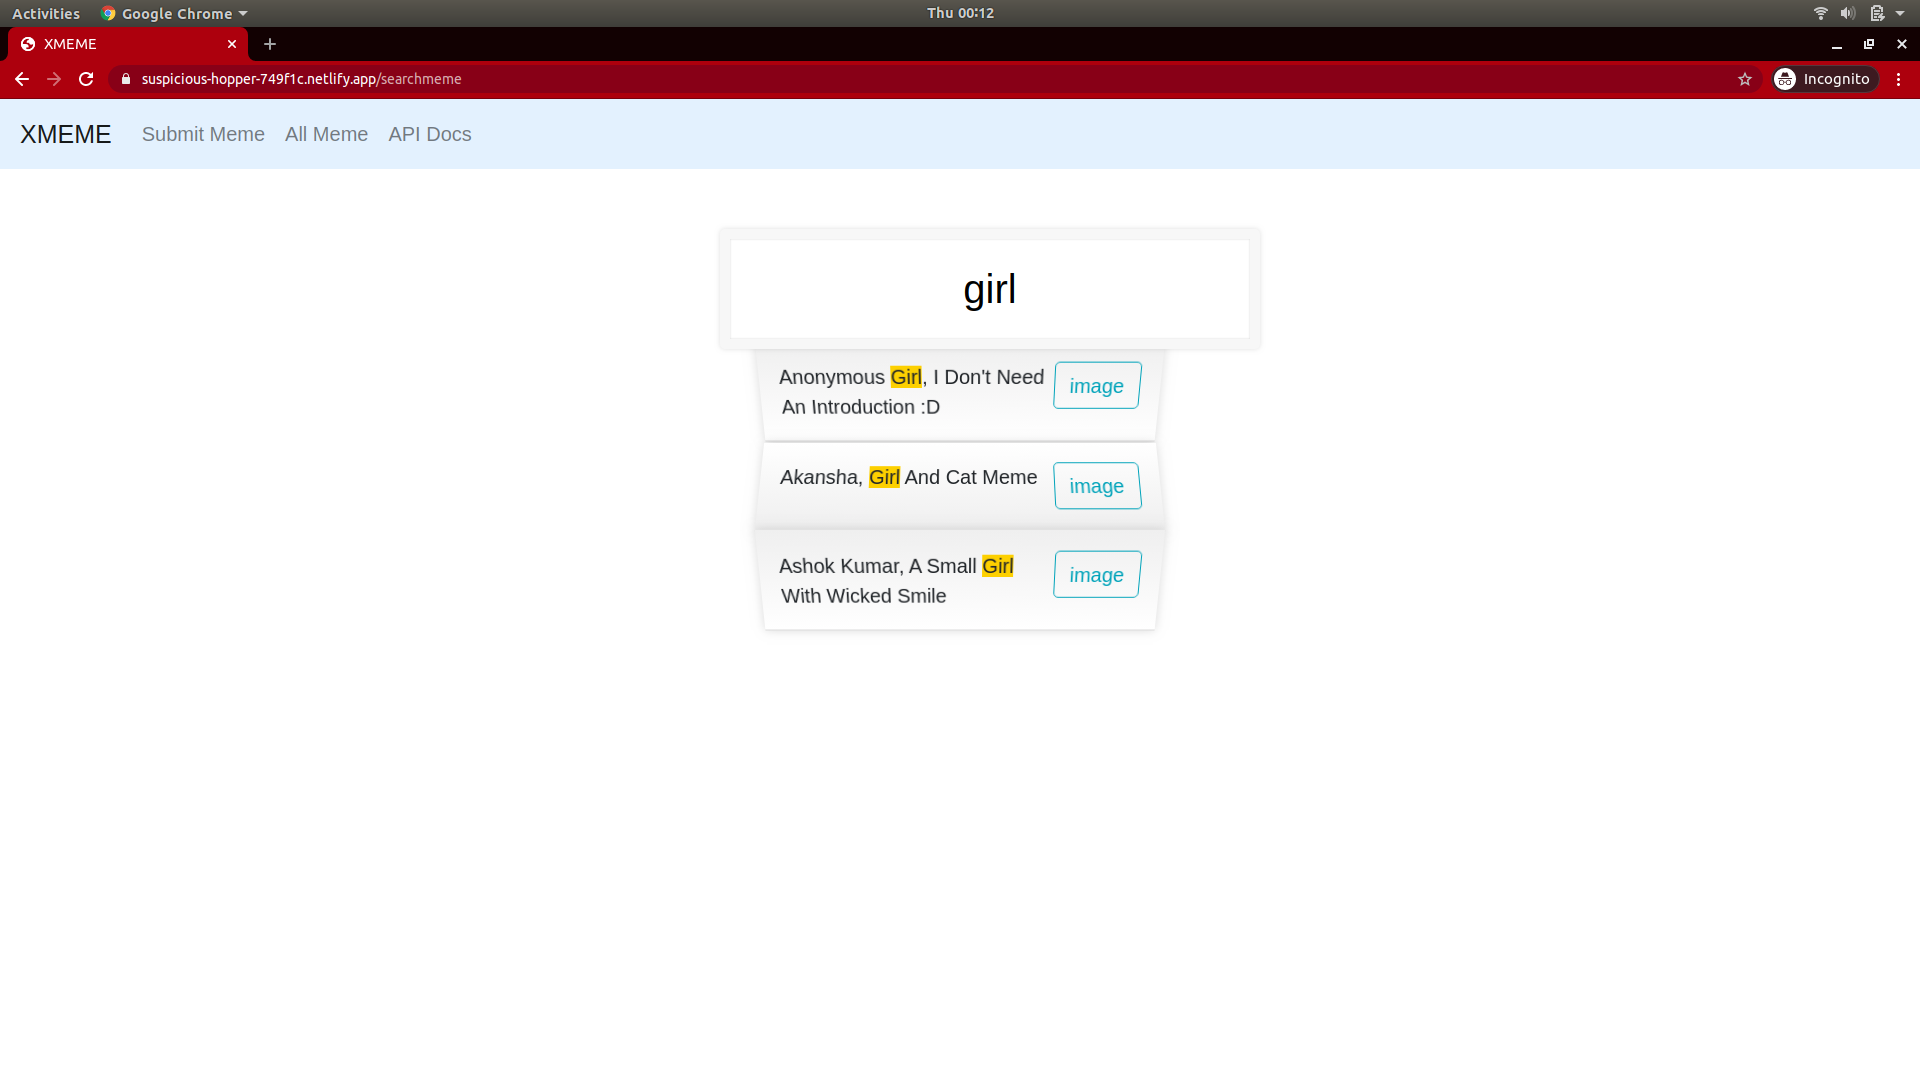 Activities Google Chrome Thu 00:12
XMEME
suspicious-hopper-749f1c.netlify.app/searchmeme Incognito
XMEME Submit Meme All Meme API Docs
girl
Anonymous Girl, I Don't Need image
An Introduction :D
Akansha, Girl And Cat Meme image
Ashok Kumar, A Small Girl image
With Wicked Smile